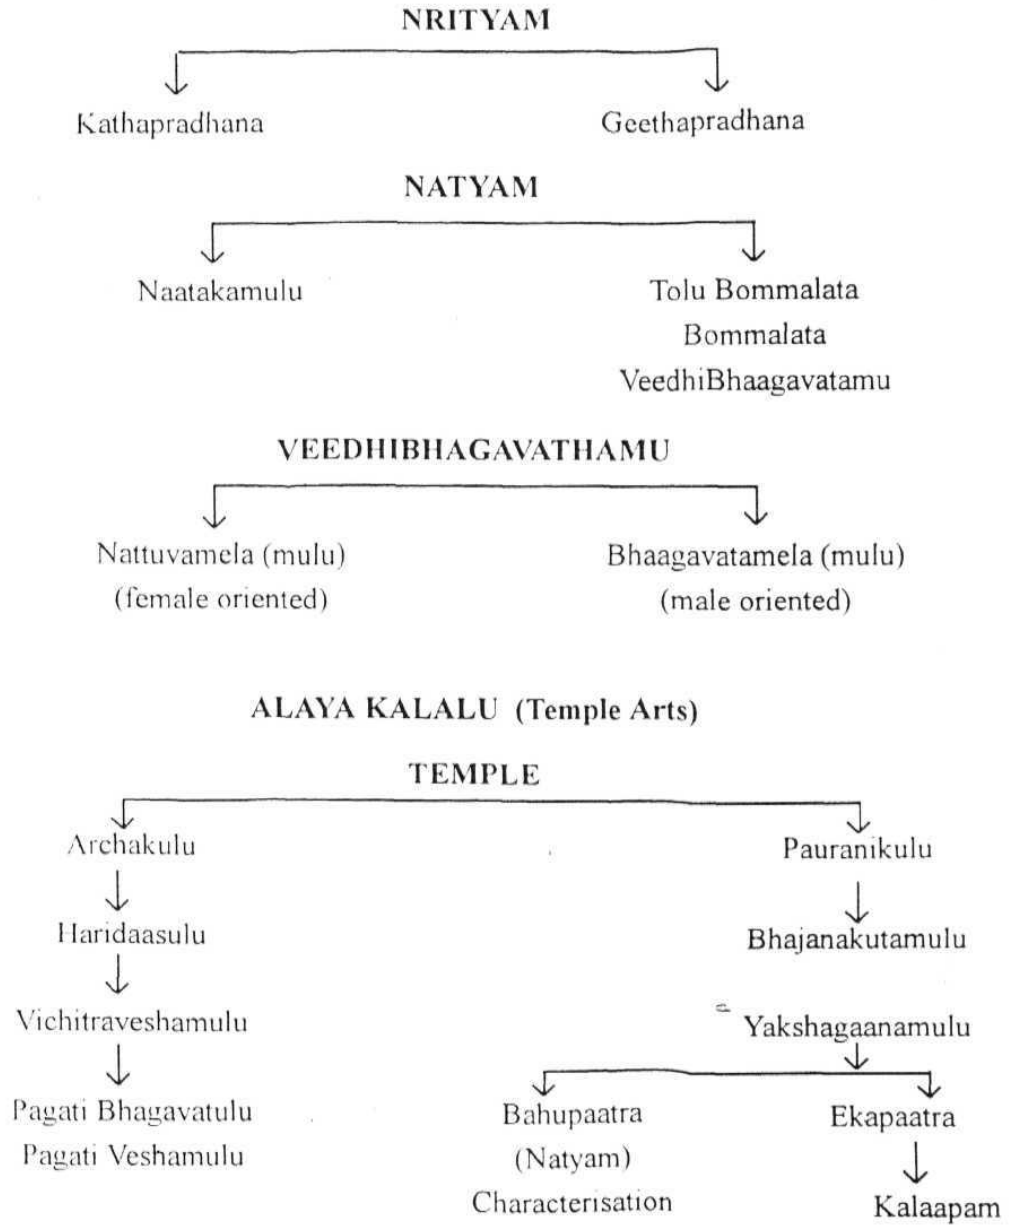 NRITYAM
Kathapradhana Geethapradhana
NATYAM
Naatakamulu Tolu Bommalata
Bommalata
VeedhiBhaagavatamu
VEEDHIBHAGAVATHAMU
Nattuvamela (mulu) Bhaagavatamela (mulu)
(female oriented) (male oriented)
ALAYA KALALU (Temple Arts)
TEMPLE
Archakulu Pauranikulu
Haridaasulu Bhajanakutamulu
Vichitraveshamulu Yakshagaanamulu
Pagati Bhagavatulu Bahupaatra Ekapaatra
Pagati Veshamulu (Natyam)
Characterisation Kalaapam